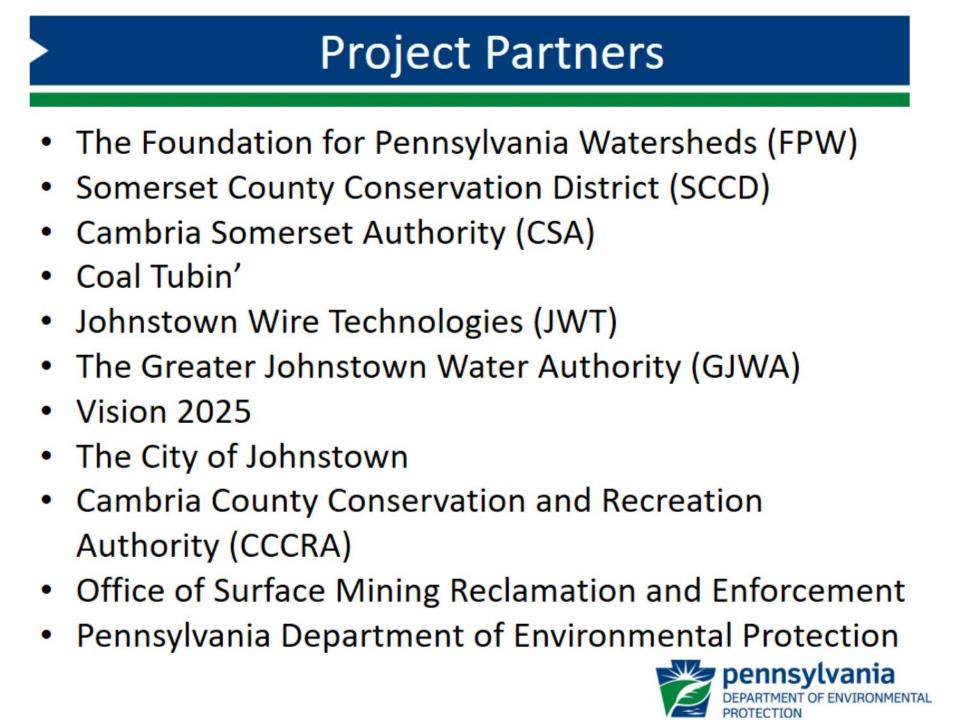 Project Partners
• The Foundation for Pennsylvania Watersheds (FPW)
• Somerset County Conservation District (SCCD)
• Cambria Somerset Authority (CSA)
• Coal Tubin’
• Johnstown Wire Technologies (JWT)
• The Greater Johnstown Water Authority (GJWA)
• Vision 2025
• The City of Johnstown
• Cambria County Conservation and Recreation
Authority (CCCRA)
• Office of Surface Mining Reclamation and Enforcement
• Pennsylvania Department of Environmental Protection
pennsylvania
DEPARTMENT OF ENVIRONMENTAL
PROTECTION